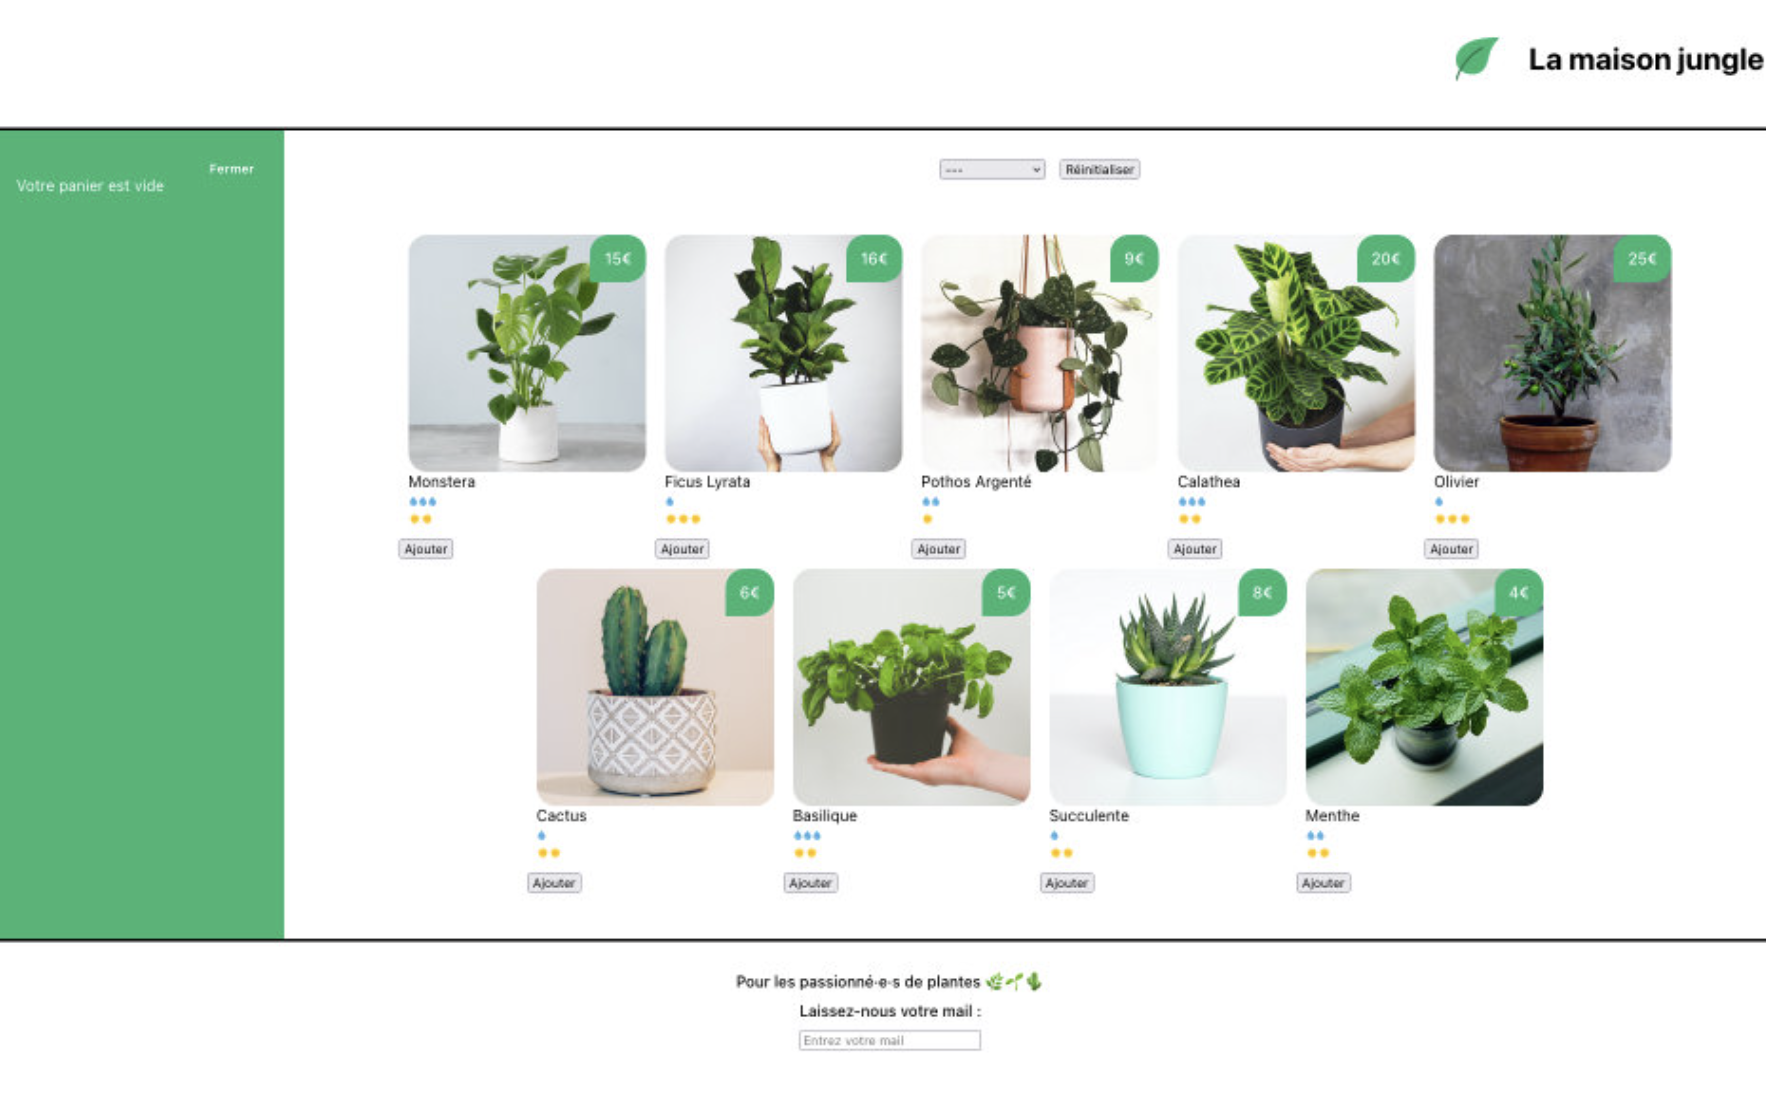 La maison jungle
Fermer
Votre panier est vide
---
Réinitialiser
15€
16€
9€
20€
25€
Monstera
Ficus Lyrata
Pothos Argenté
Calathea
Olivier
Ajouter
Ajouter
Ajouter
Ajouter
Ajouter
6€
5€
8€
4€
Cactus
Basilique
Succulente
Menthe
Ajouter
Ajouter
Ajouter
Ajouter
Pour les passionné·e·s de plantes 🌿🌱🌵
Laissez-nous votre mail :
Entrez votre mail